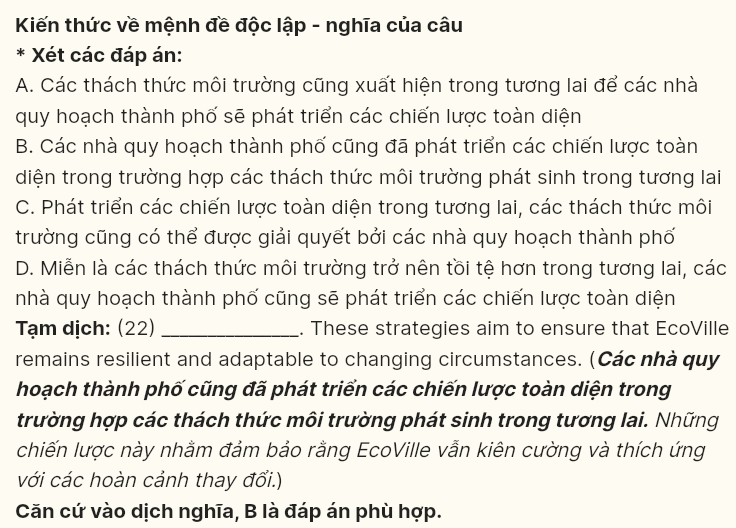 Kiến thức về mệnh đề độc lập - nghĩa của câu
* Xét các đáp án:
A. Các thách thức môi trường cũng xuất hiện trong tương lai để các nhà
quy hoạch thành phố sẽ phát triển các chiến lược toàn diện
B. Các nhà quy hoạch thành phố cũng đã phát triển các chiến lược toàn
diện trong trường hợp các thách thức môi trường phát sinh trong tương lai
C. Phát triển các chiến lược toàn diện trong tương lai, các thách thức môi
trường cũng có thể được giải quyết bởi các nhà quy hoạch thành phố
D. Miễn là các thách thức môi trường trở nên tồi tệ hơn trong tương lai, các
nhà quy hoạch thành phố cũng sẽ phát triển các chiến lược toàn diện
Tạm dịch: (22) _______________. These strategies aim to ensure that EcoVille
remains resilient and adaptable to changing circumstances. (Các nhà quy
hoạch thành phố cũng đã phát triển các chiến lược toàn diện trong
trường hợp các thách thức môi trường phát sinh trong tương lai. Những
chiến lược này nhằm đảm bảo rằng EcoVille vẫn kiên cường và thích ứng
với các hoàn cảnh thay đổi.)
Căn cứ vào dịch nghĩa, B là đáp án phù hợp.